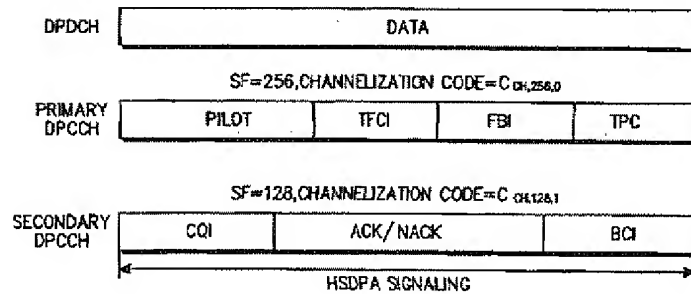 DPDCH DATA
SF=256,CHANNELIZATION CODE=C CH,256,0
PRIMARY DPCCH PILOT TFCI FBI TPC
SF=128,CHANNELIZATION CODE=C CH,128,1
SECONDARY DPCCH CQI ACK/NACK BCI
HSDPA SIGNALING